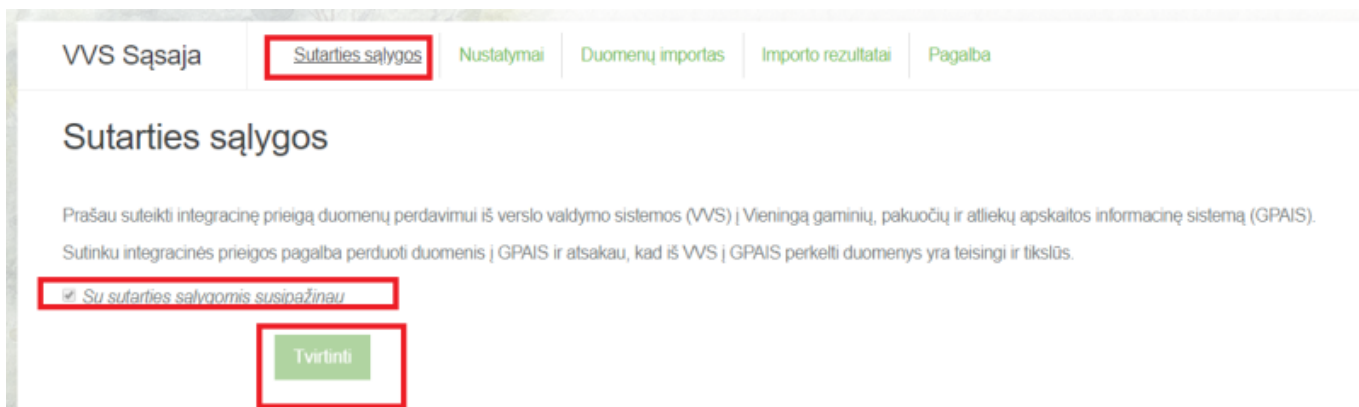 VVS Sąsaja Sutarties sąlygos Nustatymai Duomenų importas Importo rezultatai Pagalba
Sutarties sąlygos
Prašau suteikti integracinę prieigą duomenų perdavimui iš verslo valdymo sistemos (VVS) į Vieningą gaminių, pakuočių ir atliekų apskaitos informacinę sistemą (GPAIS).
Sutinku integracinės prieigos pagalba perduoti duomenis į GPAIS ir atsakau, kad iš VVS į GPAIS perkelti duomenys yra teisingi ir tikslūs.
Su sutarties sąlygomis susipažinau
Tvirtinti